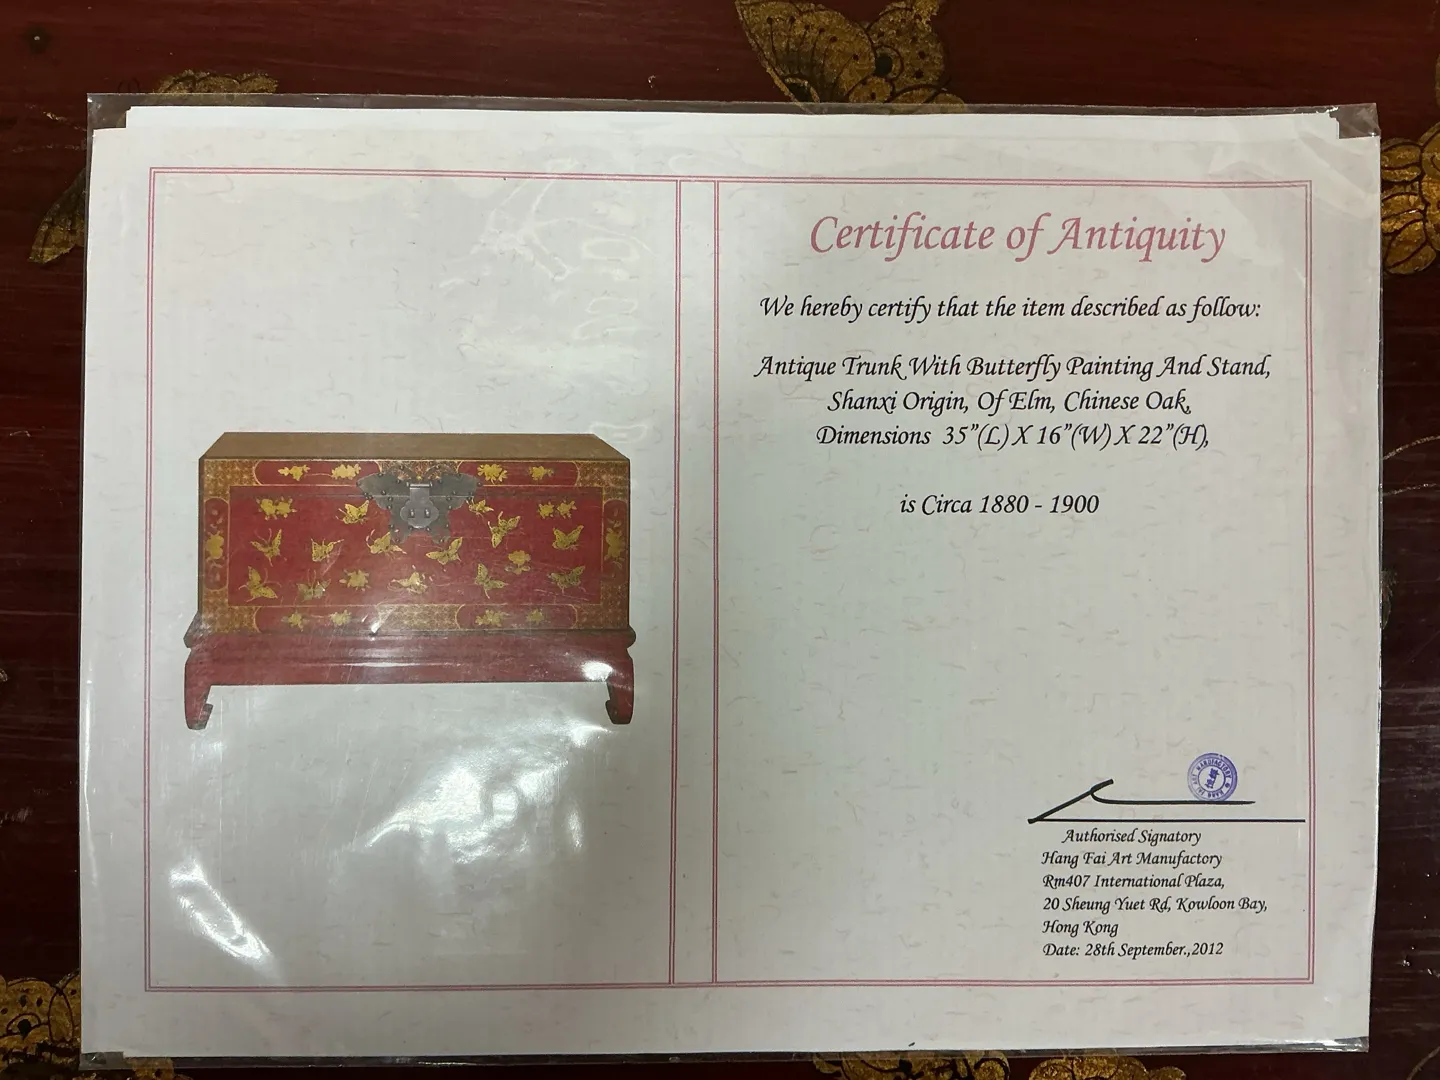 Certificate of Antiquity
We hereby certify that the item described as follow:
Antique Trunk With Butterfly Painting And Stand,
Shanxi Origin, Of Elm, Chinese Oak,
Dimensions 35"(L) X 16"(W) X 22"(H),
is Circa 1880 - 1900
Authorised Signatory
Hang Fai Art Manufactory
Rm407 International Plaza,
20 Sheung Yuet Rd, Kowloon Bay,
Hong Kong
Date: 28th September.,2012